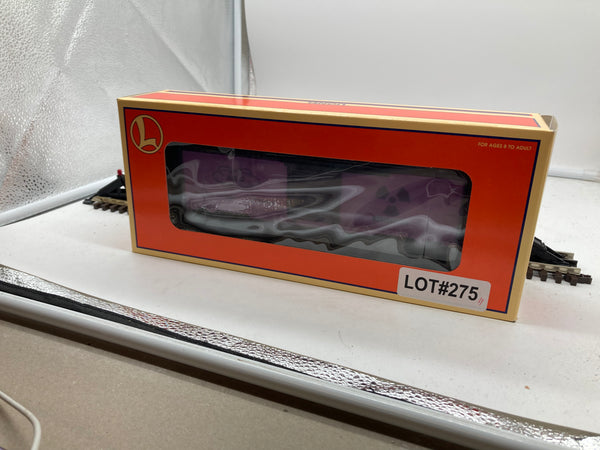 L
FOR AGES 8 TO ADULT
LOT#275